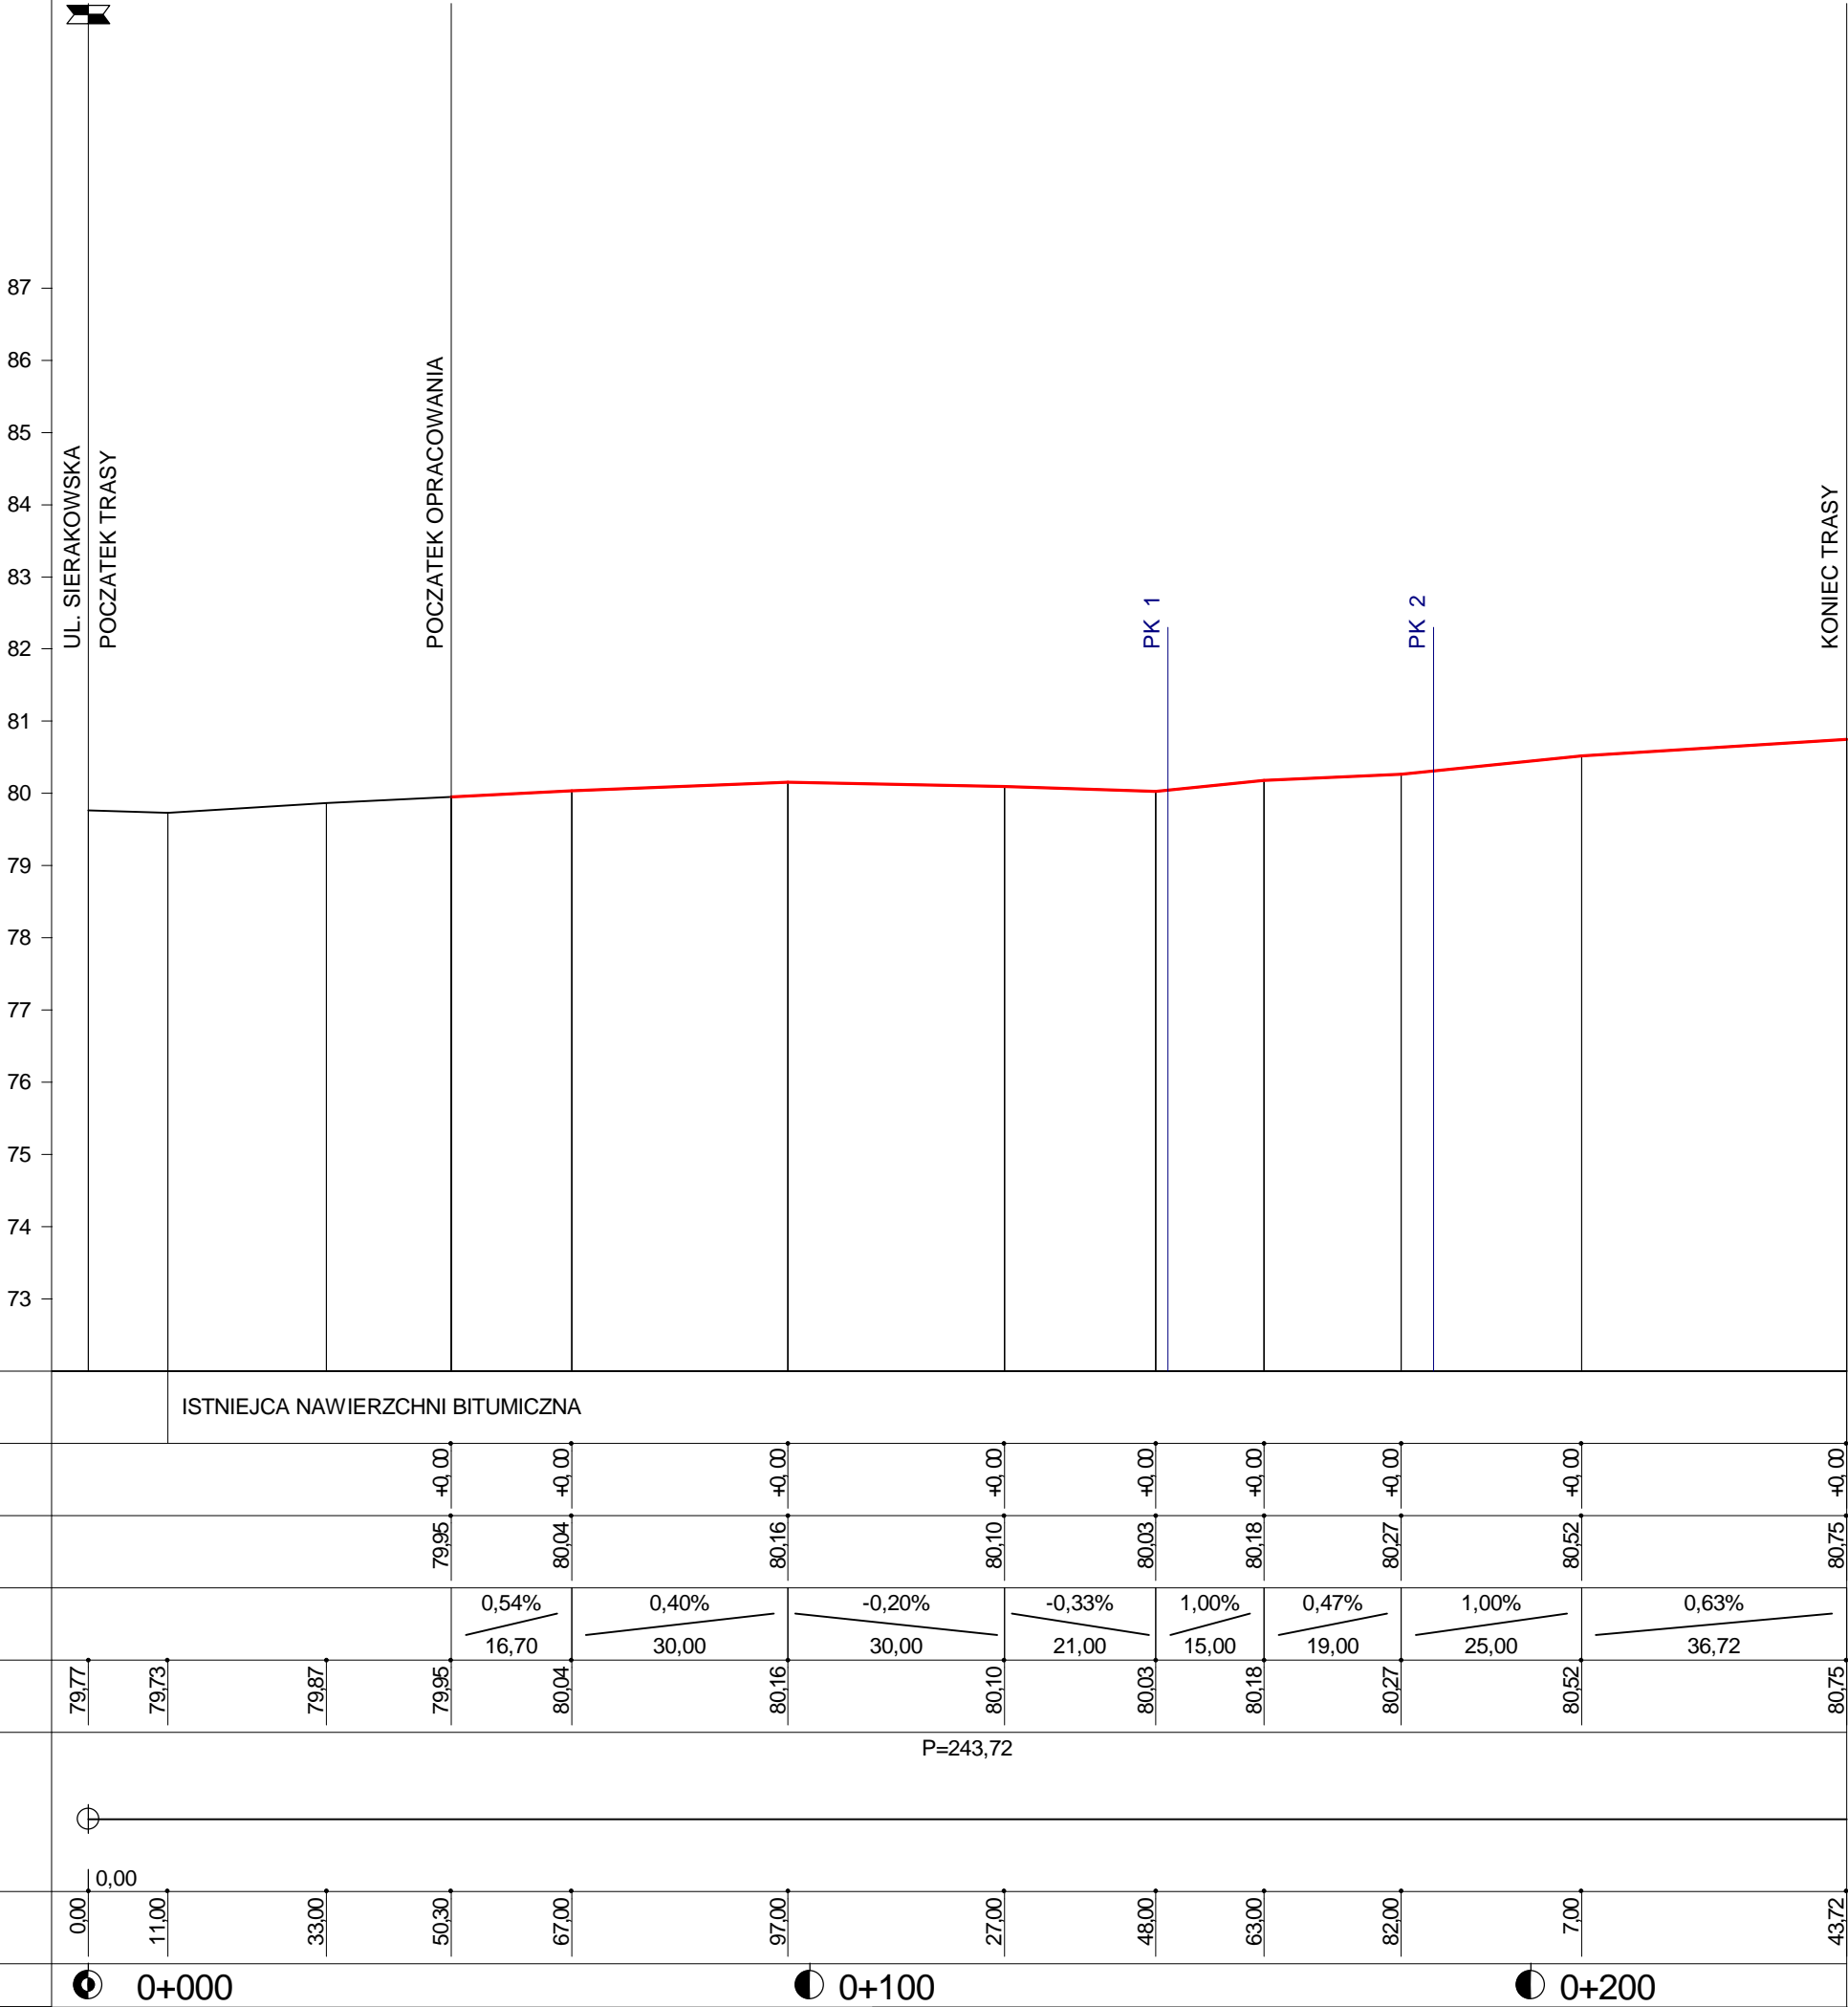 87
86
85
84
83
82
81
80
79
78
77
76
75
74
73
UL. SIERAKOWSKA
POCZATEK TRASY
POCZATEK OPRACOWANIA
PK 1
PK 2
KONIEC TRASY
ISTNIEJCA NAWIERZCHNI BITUMICZNA
+0,00 +0,00 +0,00 +0,00 +0,00 +0,00 +0,00 +0,00 +0,00
79,95 80,04 80,16 80,10 80,03 80,18 80,27 80,52 80,75
0,54% 0,40% -0,20% -0,33% 1,00% 0,47% 1,00% 0,63%
16,70 30,00 30,00 21,00 15,00 19,00 25,00 36,72
79,77 79,73 79,87 79,95 80,04 80,16 80,10 80,03 80,18 80,27 80,52 80,75
P=243,72
0,00
0,00 11,00 33,00 50,30 67,00 97,00 27,00 48,00 63,00 82,00 7,00 43,72
0+000 0+100 0+200